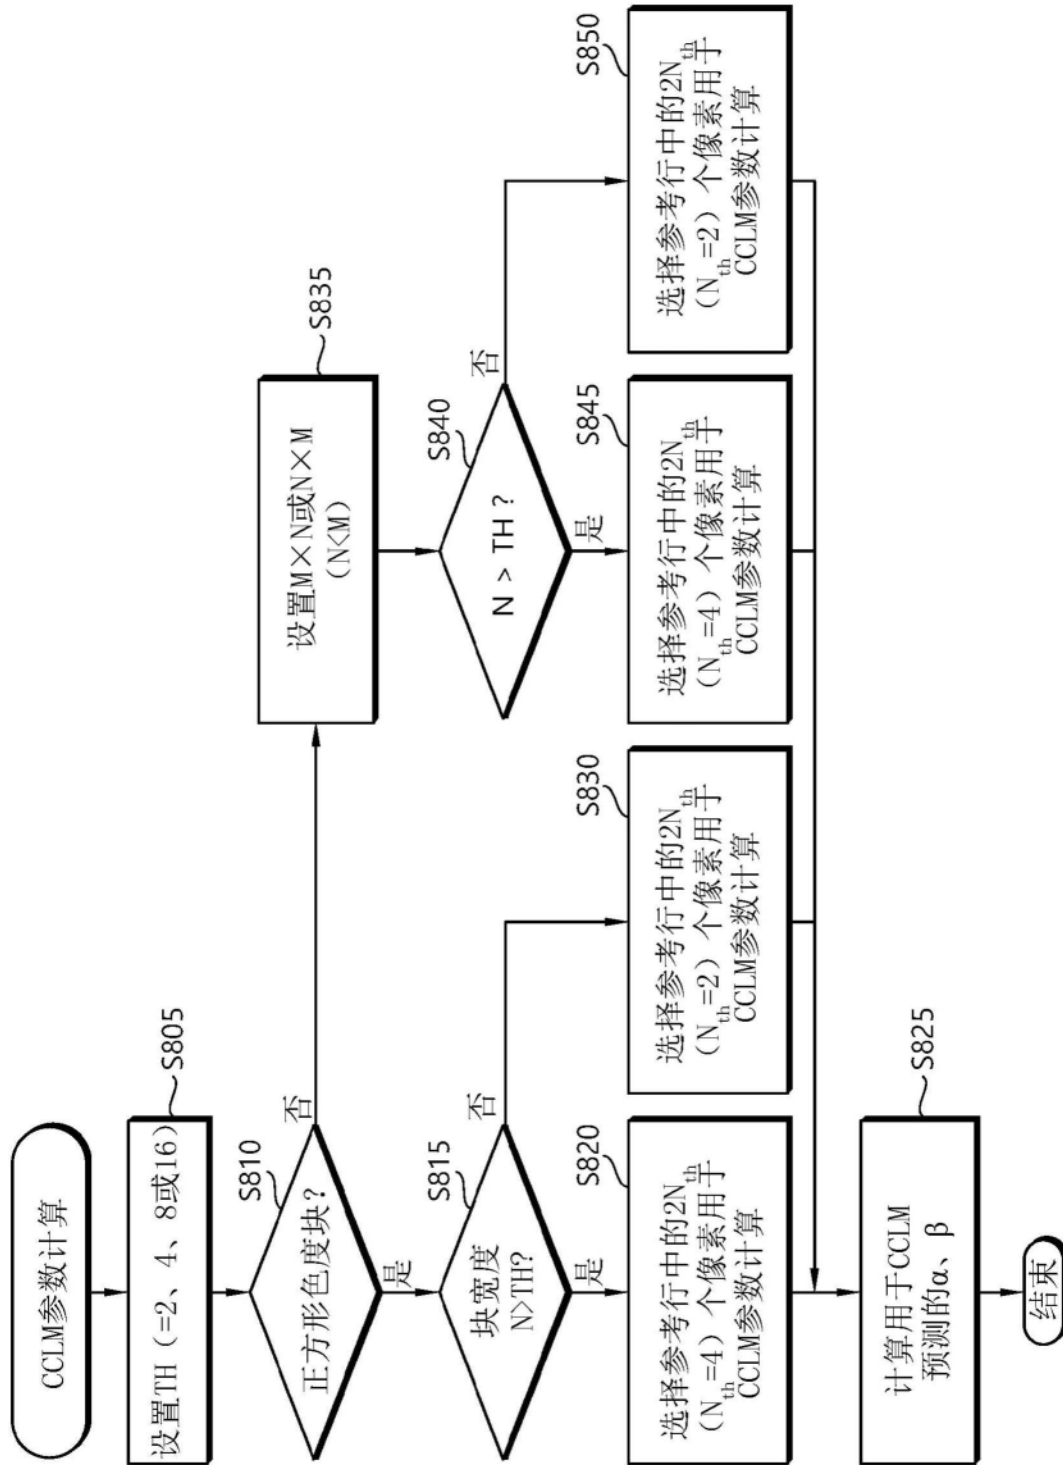 CCLM参数计算
设置TH (=2、4、8或16)
S805
正方形色度块?
S810
否
是
块宽度
N>TH?
S815
否
是
选择参考行中的2Nth
(Nth=4) 个像素用于
CCLM参数计算
S820
选择参考行中的2Nth
(Nth=2) 个像素用于
CCLM参数计算
S830
设置M×N或N×M
(N<M)
S835
N > TH ?
S840
否
是
选择参考行中的2Nth
(Nth=4) 个像素用于
CCLM参数计算
S845
选择参考行中的2Nth
(Nth=2) 个像素用于
CCLM参数计算
S850
计算用于CCLM
预测的α、β
S825
结束